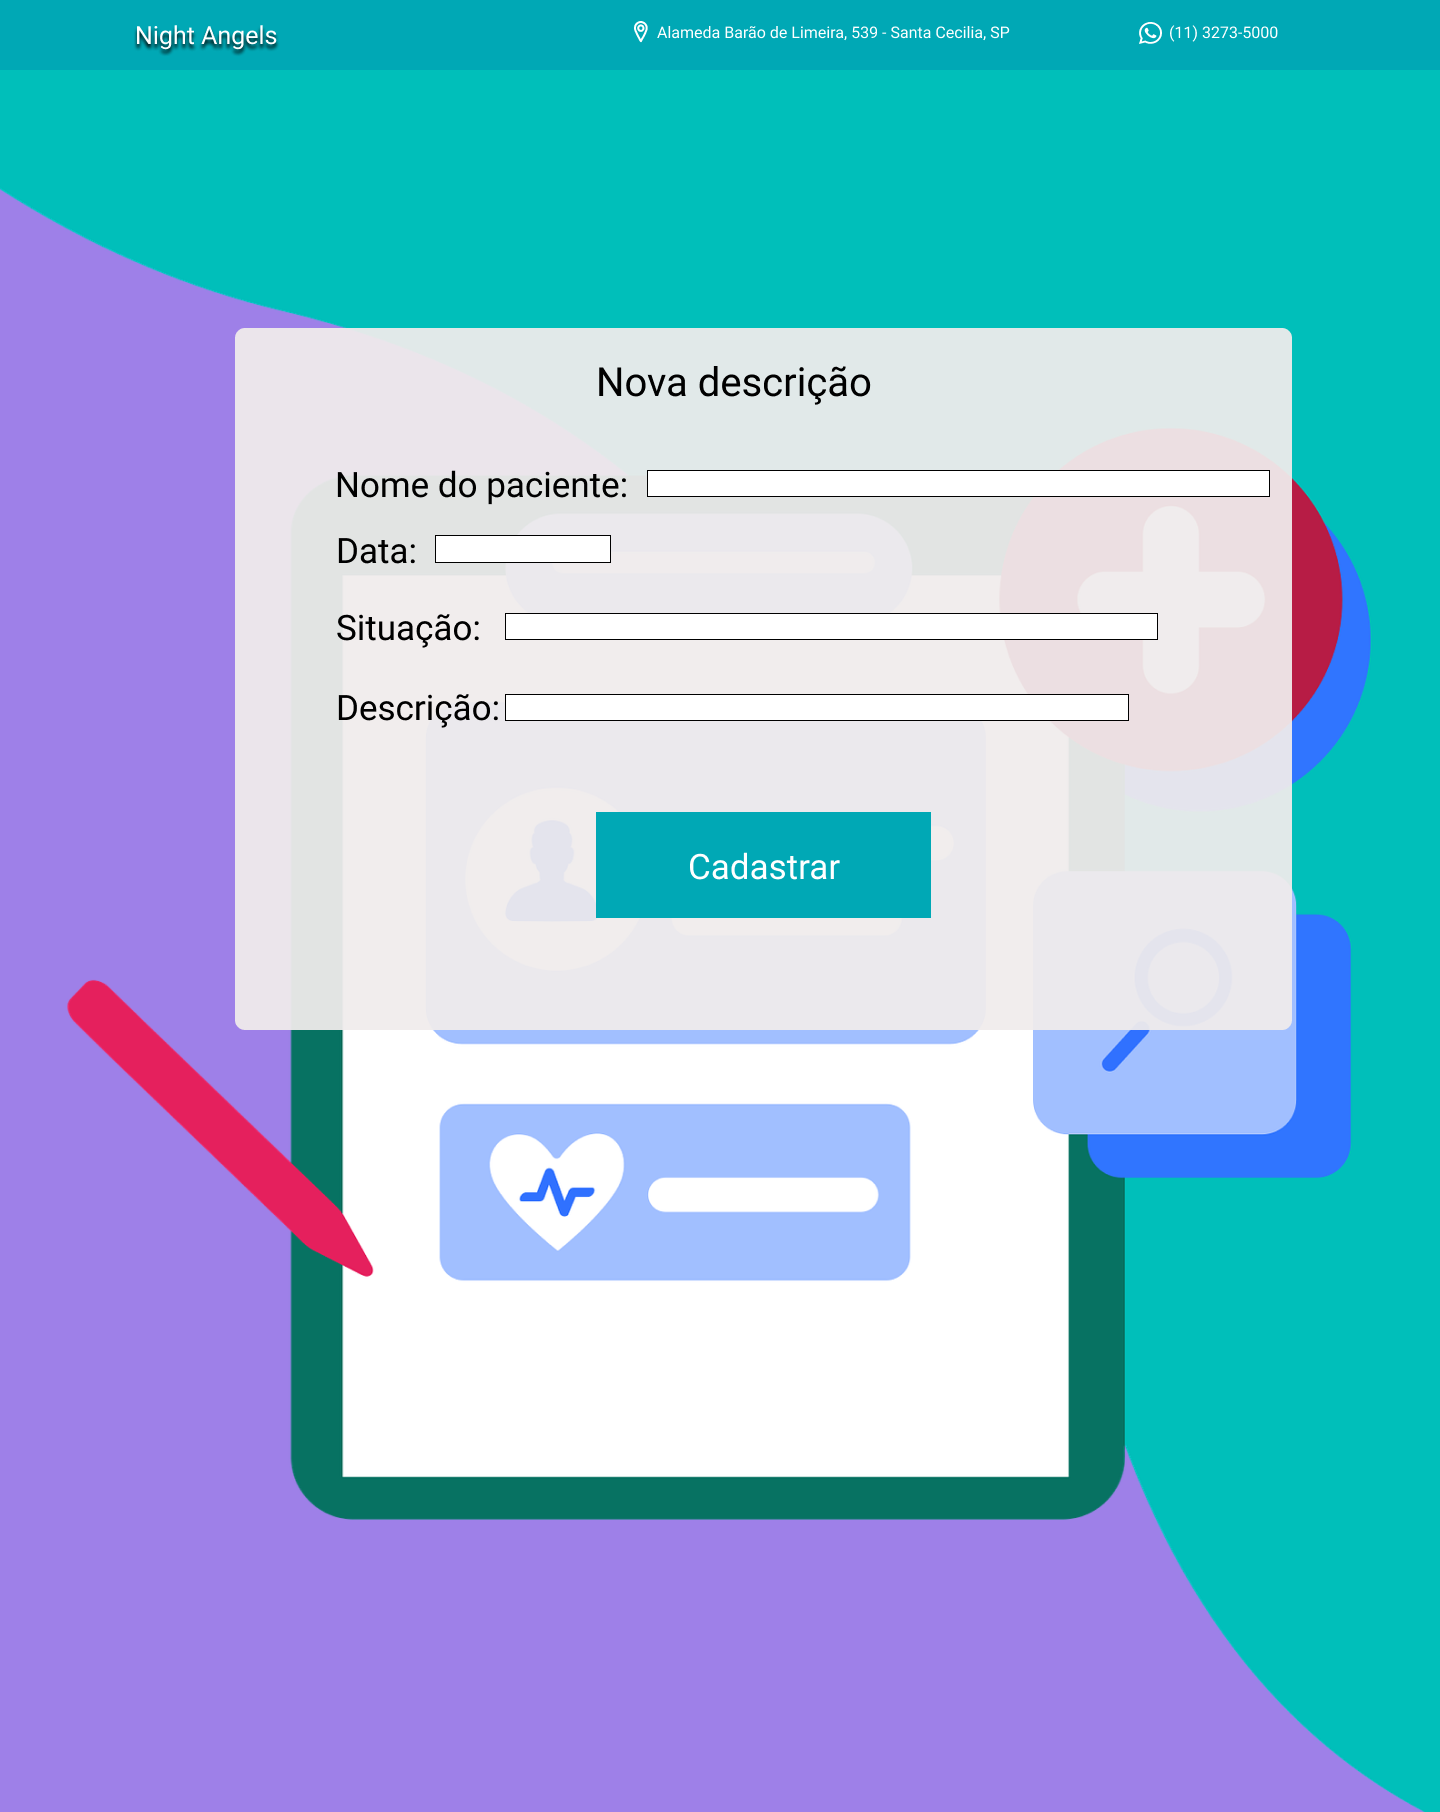 Night Angels
Alameda Barão de Limeira, 539 - Santa Cecilia, SP
(11) 3273-5000
Nova descrição
Nome do paciente:
Data:
Situação:
Descrição:
Cadastrar